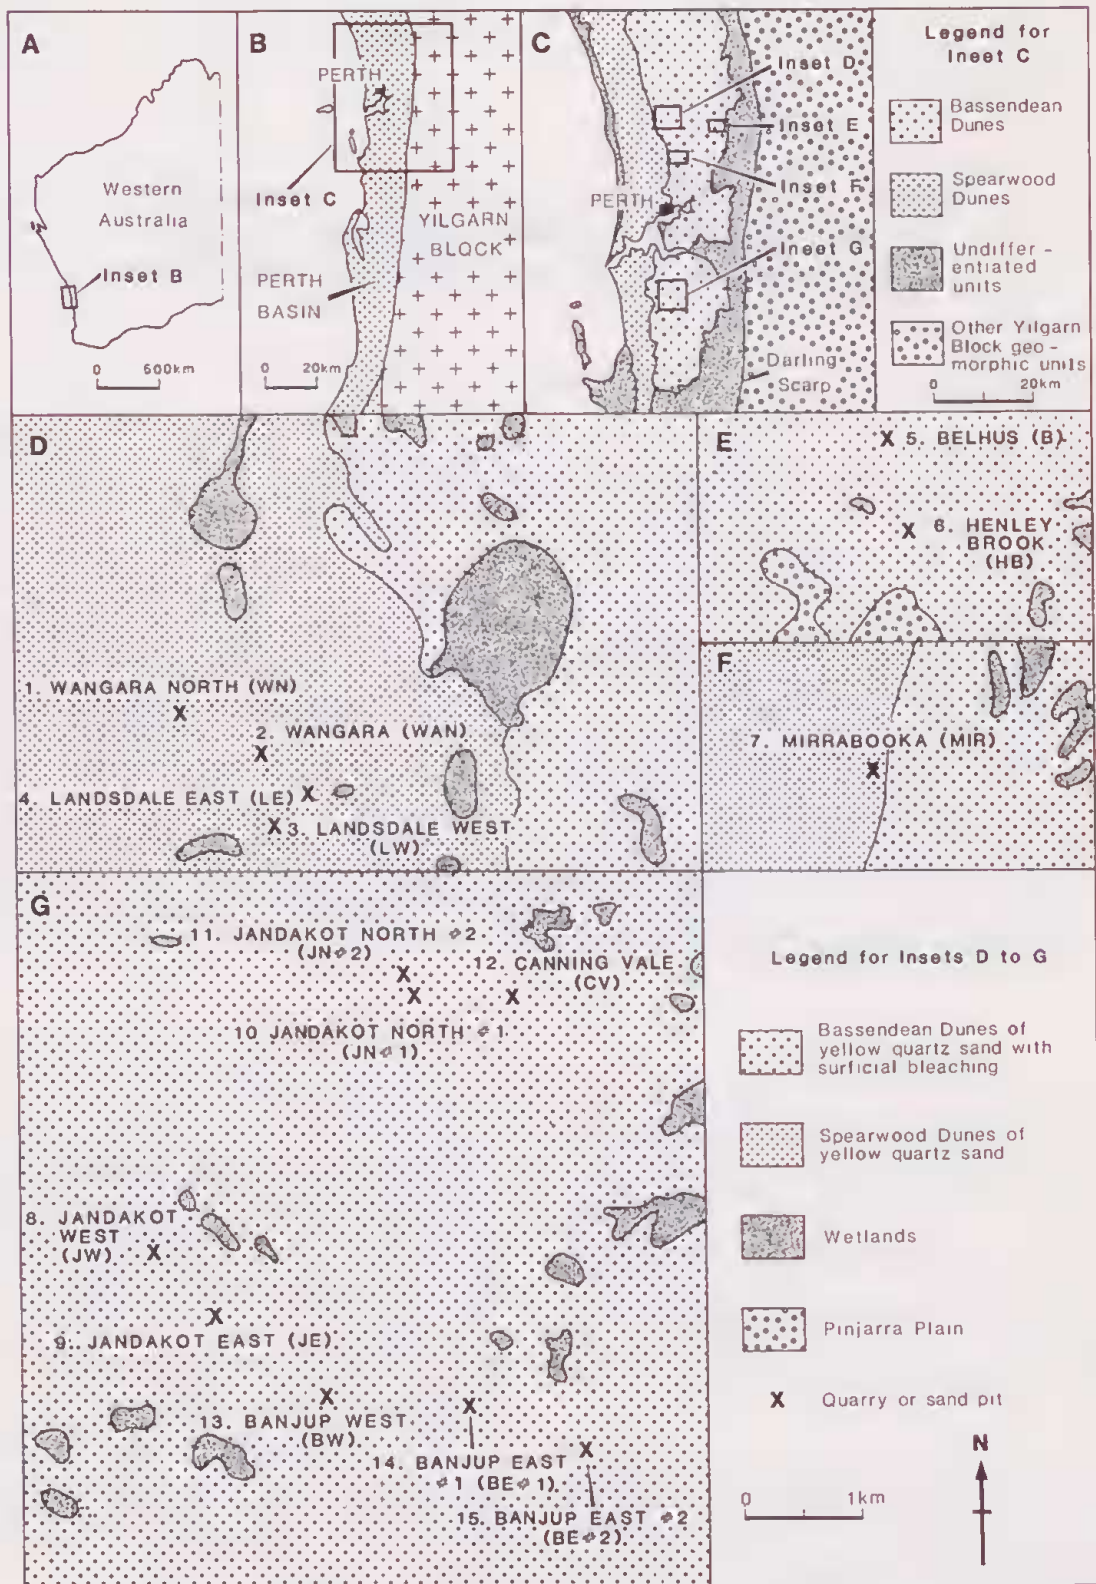 A
Western
Australia
Inset B
0 600km
B
PERTH
Inset C
YILGARN
BLOCK
PERTH
BASIN
0 20km
C
Inset D
Inset E
Inset F
PERTH
Inset G
Darling
Scarp
Legend for
Inset C
Bassendean
Dunes
Spearwood
Dunes
Undiffer -
entiated
units
Other Yilgarn
Block geo -
morphic units
0 20km
D
1. WANGARA NORTH (WN)
X
2. WANGARA (WAN)
X
4. LANDSDALE EAST (LE) X
X 3. LANDSDALE WEST
(LW)
E
X 5. BELHUS (B)
X 6. HENLEY
BROOK
(HB)
F
7. MIRRABOOKA (MIR)
X
G
11. JANDAKOT NORTH #2
(JN#2)
X
12. CANNING VALE
(CV)
X X
10 JANDAKOT NORTH #1
(JN#1)
8. JANDAKOT
WEST
(JW) X
X
9. JANDAKOT EAST (JE)
X
13. BANJUP WEST
(BW)
X
14. BANJUP EAST
#1 (BE#1)
X
15. BANJUP EAST #2
(BE#2)
Legend for Insets D to G
Bassendean Dunes of
yellow quartz sand with
surficial bleaching
Spearwood Dunes of
yellow quartz sand
Wetlands
Pinjarra Plain
X Quarry or sand pit
N
0 1km